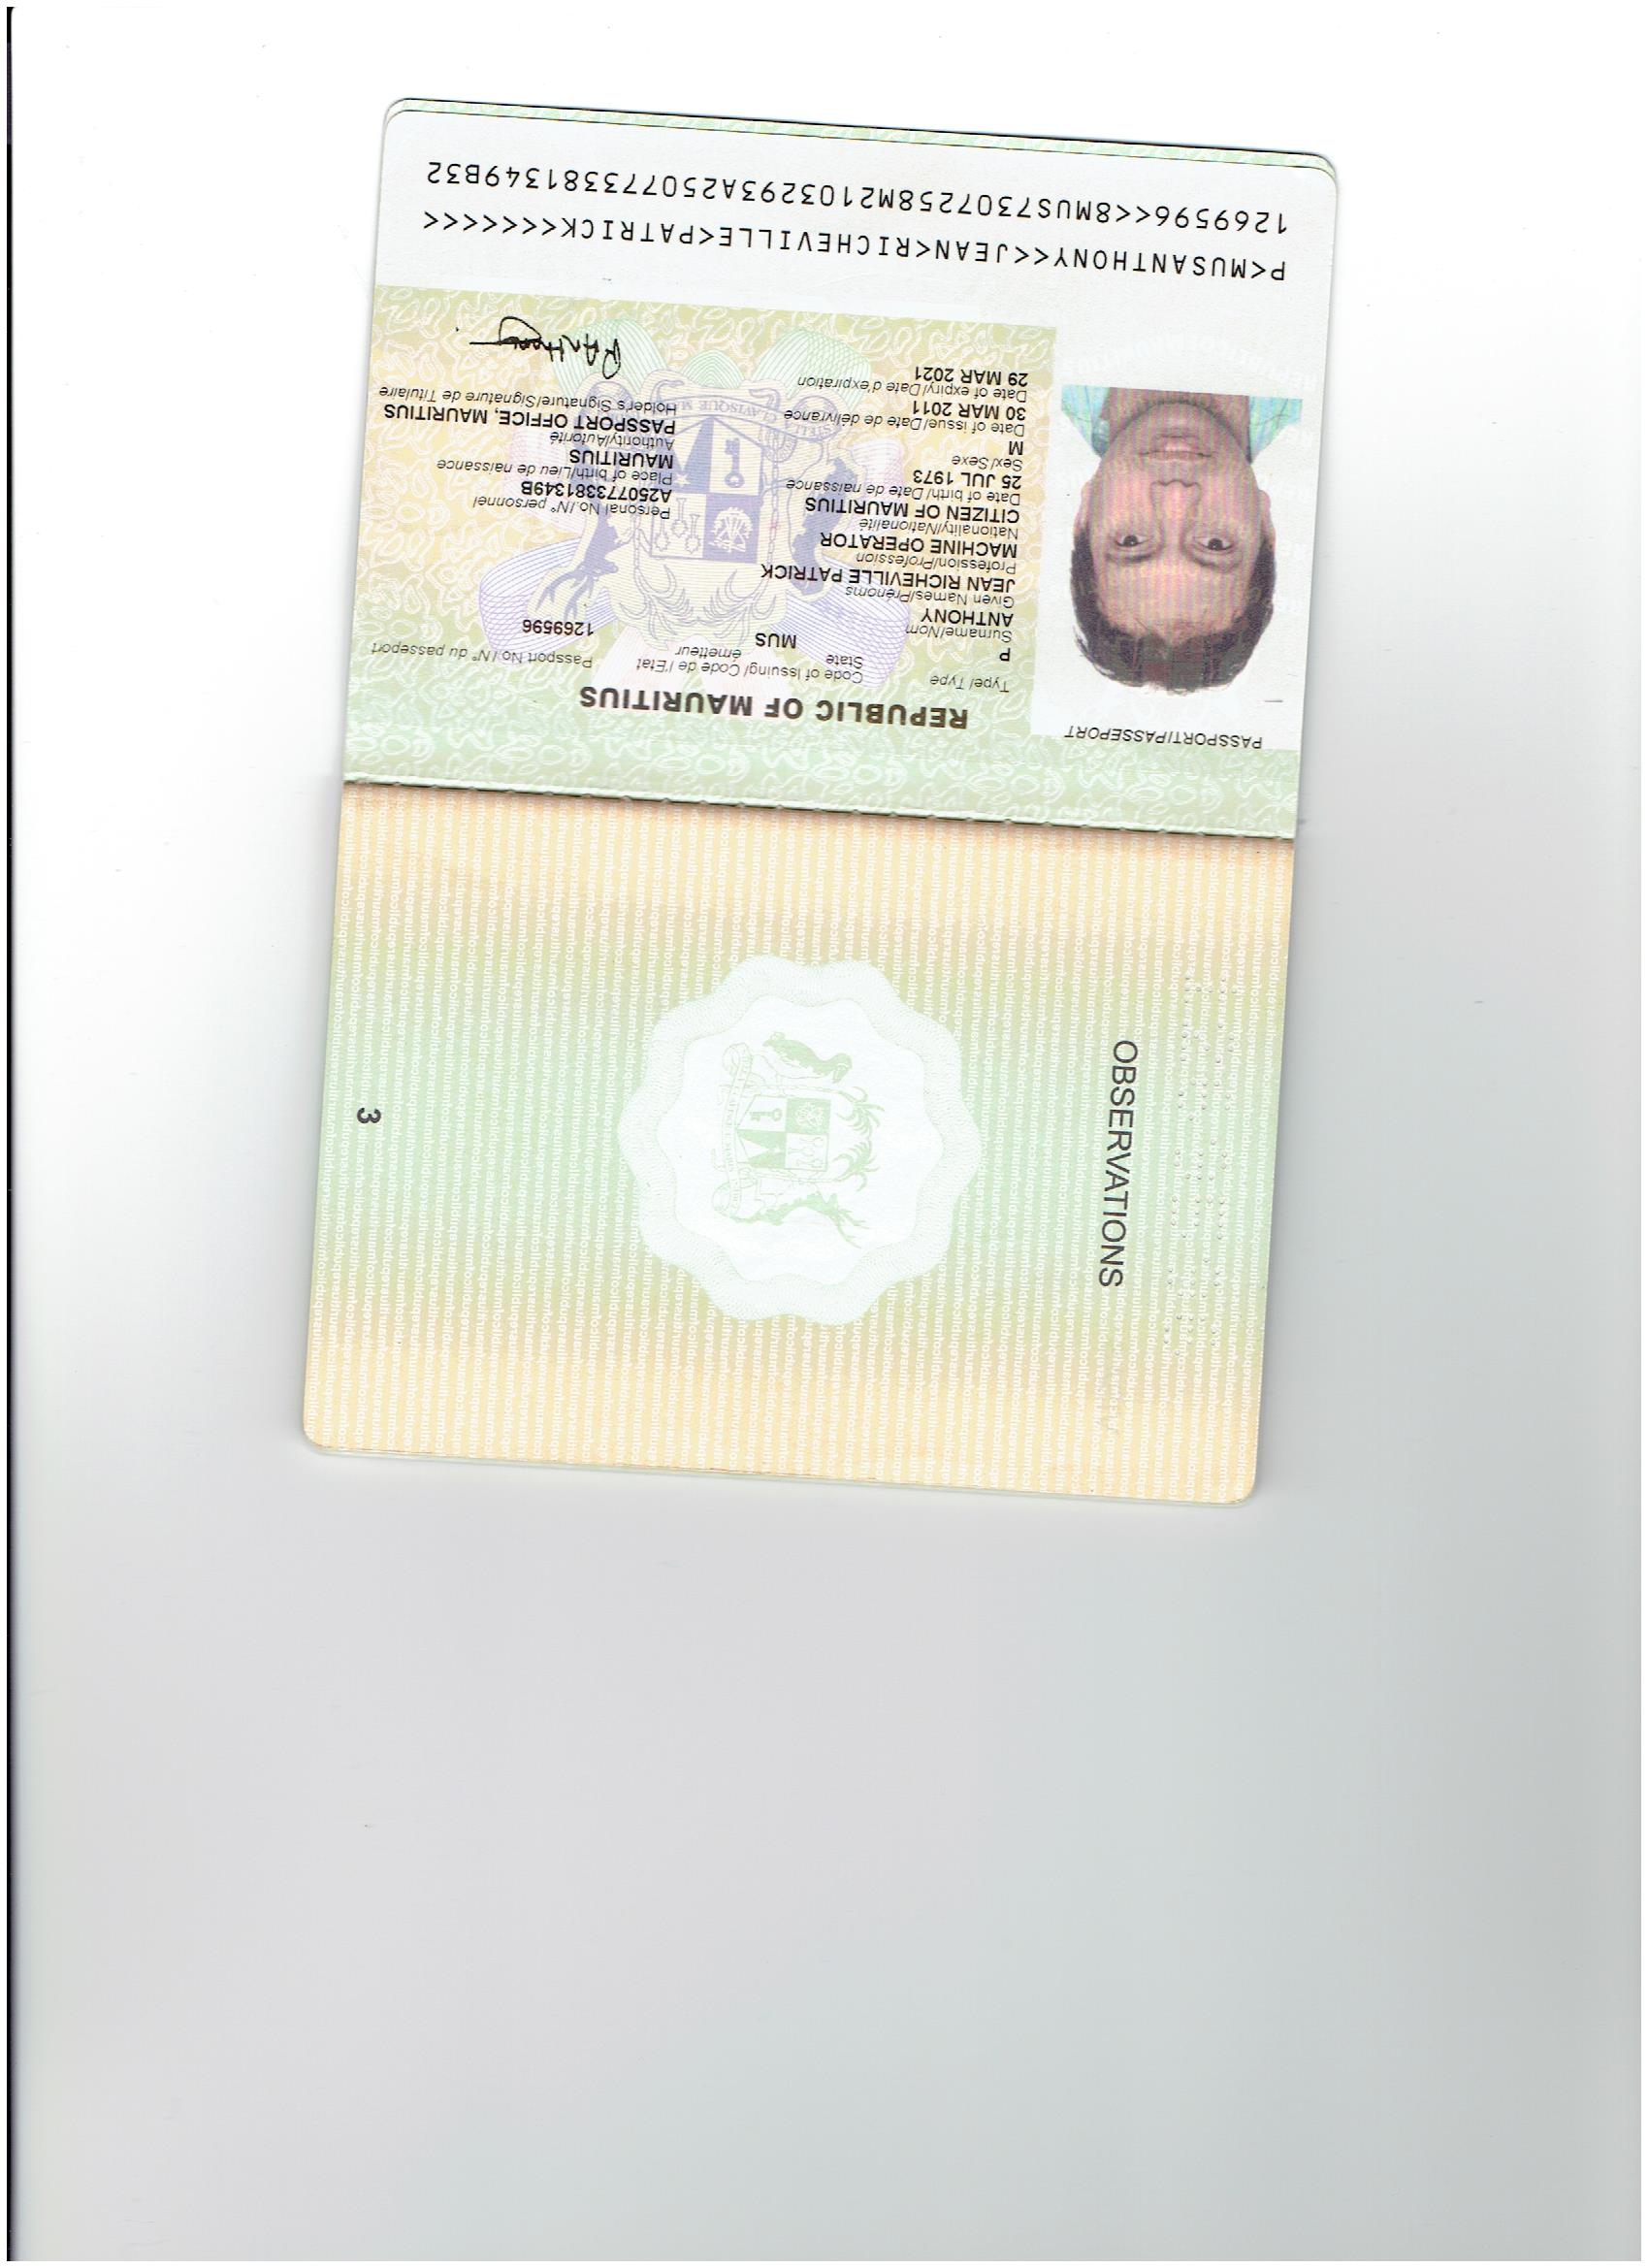 OBSERVATIONS
3
PASSPORT/PASSEPORT
REPUBLIC OF MAURITIUS
Type/ Type
P
Code of Issuing/ Code de l'Etat
State émetteur
MUS
Passport No./ N° du passeport
1269596
Surname/Nom
ANTHONY
Given Names/Prénoms
JEAN RICHEVILLE PATRICK
Profession/Profession
MACHINE OPERATOR
Nationality/Nationalité
CITIZEN OF MAURITIUS
Date of birth/ Date de naissance
25 JUL 1973
Personal No./N° personnel
A250773381349B
Sex/Sexe
M
Place of birth/Lieu de naissance
MAURITIUS
Date of issue/Date de délivrance
30 MAR 2011
Authority/Autorité
PASSPORT OFFICE, MAURITIUS
Date of expiry/Date d'expiration
29 MAR 2021
Holder's Signature/Signature de Titulaire
P<MUSANTHONY<<JEAN<RICHEVILLE<PATRICK<<<<<<<
1269596<<8MUS7307258M2103293A250773381349B32